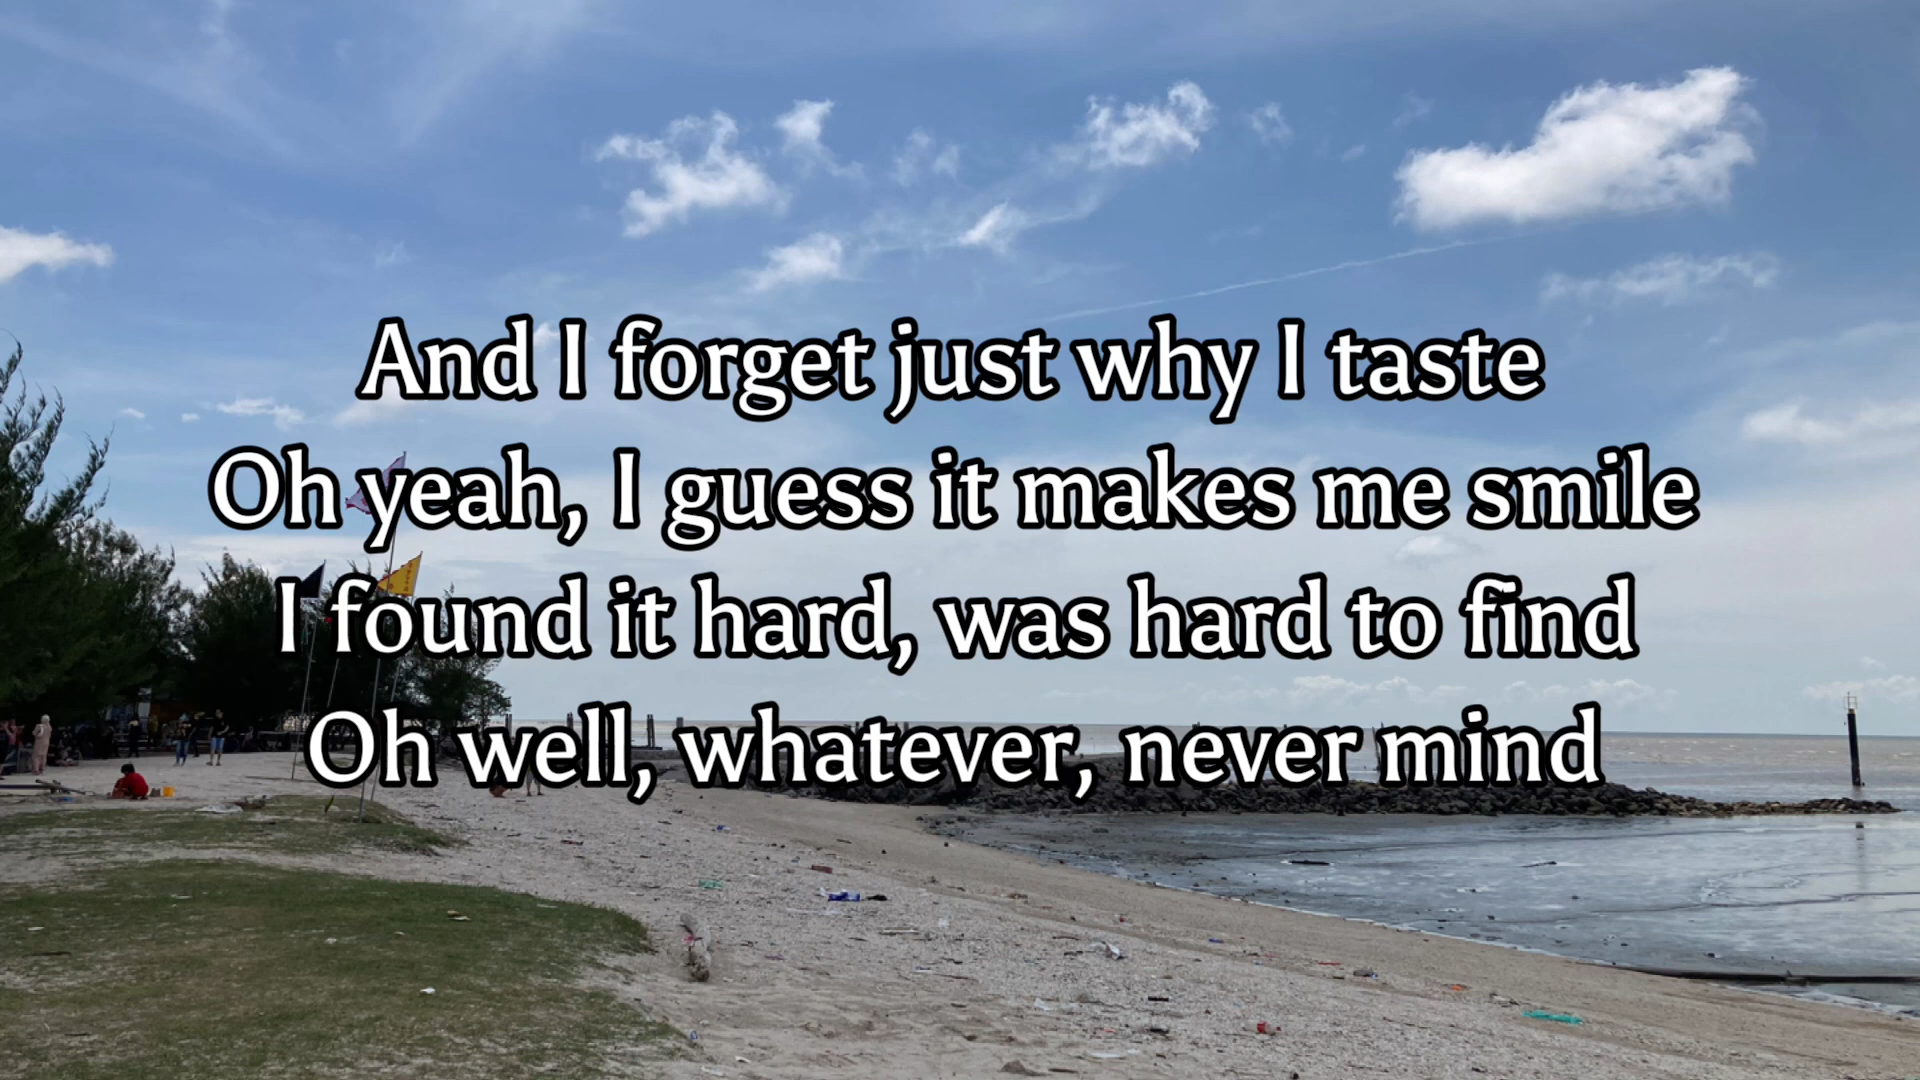 And I forget just why I taste
Oh yeah, I guess it makes me smile
I found it hard, was hard to find
Oh well, whatever, never mind